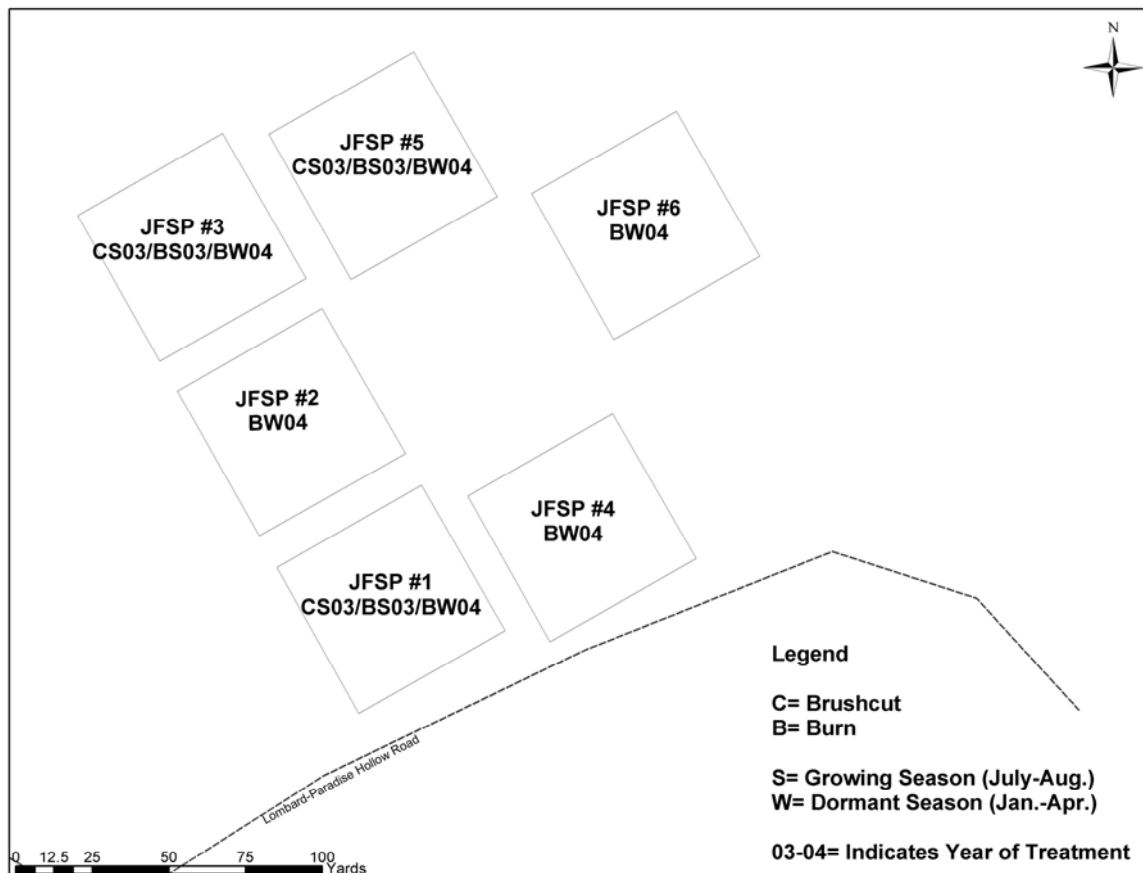 N
JFSP #5
CS03/BS03/BW04
JFSP #3
CS03/BS03/BW04
JFSP #6
BW04
JFSP #2
BW04
JFSP #4
BW04
JFSP #1
CS03/BS03/BW04
Lombard-Paradise Hollow Road
Legend
C= Brushcut
B= Burn
S= Growing Season (July-Aug.)
W= Dormant Season (Jan.-Apr.)
03-04= Indicates Year of Treatment
0 12.5 25 50 75 100
Yards